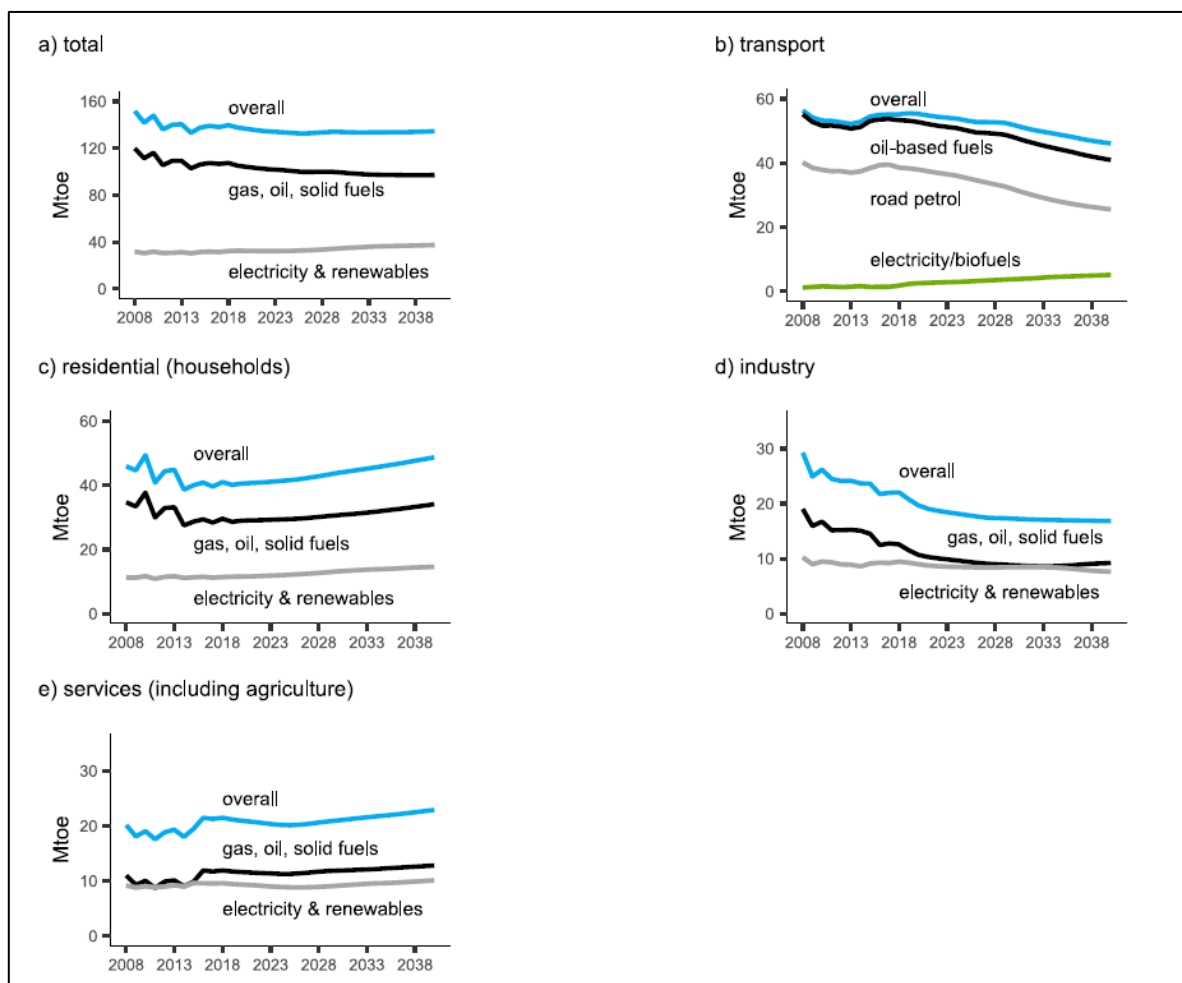 a) total
b) transport
Mtoe
160
120
80
40
0
overall
gas, oil, solid fuels
electricity & renewables
2008 2013 2018 2023 2028 2033 2038
Mtoe
60
40
20
0
overall
oil-based fuels
road petrol
electricity/biofuels
2008 2013 2018 2023 2028 2033 2038
c) residential (households)
d) industry
Mtoe
60
40
20
0
overall
gas, oil, solid fuels
electricity & renewables
2008 2013 2018 2023 2028 2033 2038
Mtoe
30
20
10
0
overall
gas, oil, solid fuels
electricity & renewables
2008 2013 2018 2023 2028 2033 2038
e) services (including agriculture)
Mtoe
30
20
10
0
overall
gas, oil, solid fuels
electricity & renewables
2008 2013 2018 2023 2028 2033 2038